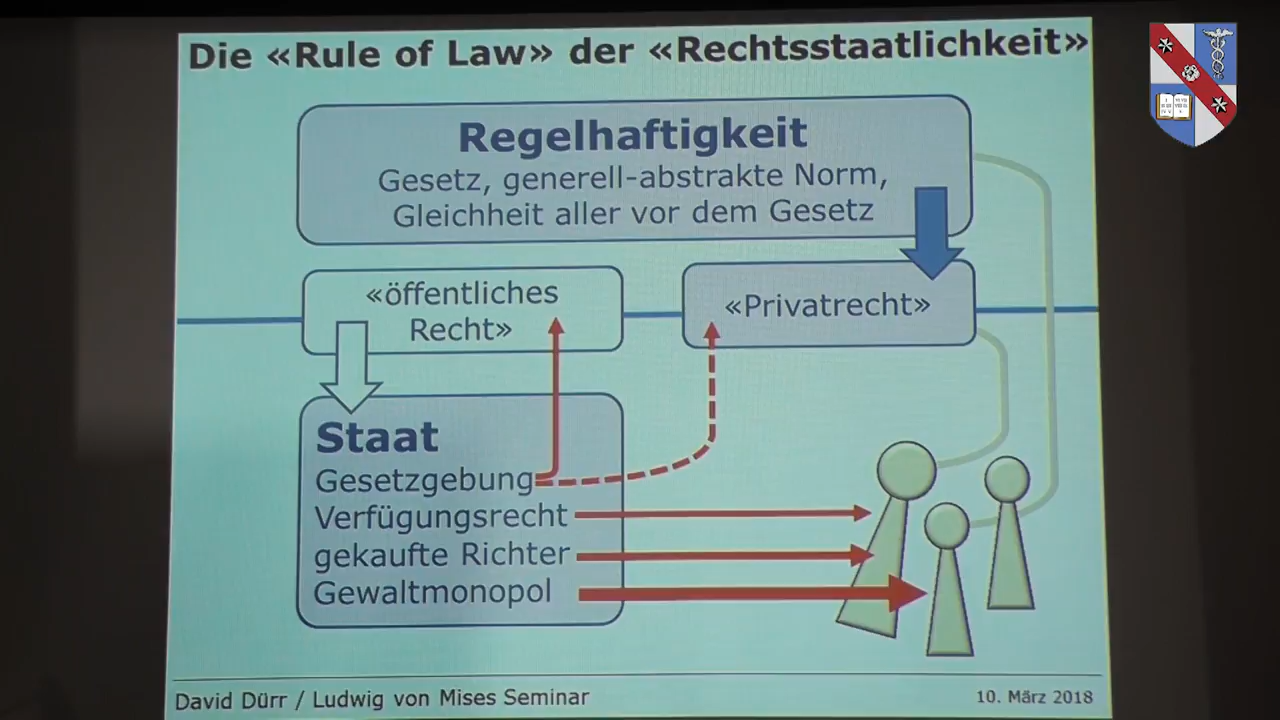 Die «Rule of Law» der «Rechtsstaatlichkeit»
Regelhaftigkeit
Gesetz, generell-abstrakte Norm,
Gleichheit aller vor dem Gesetz
«öffentliches
Recht»
«Privatrecht»
Staat
Gesetzgebung
Verfügungsrecht
gekaufte Richter
Gewaltmonopol
David Dürr / Ludwig von Mises Seminar
10. März 2018